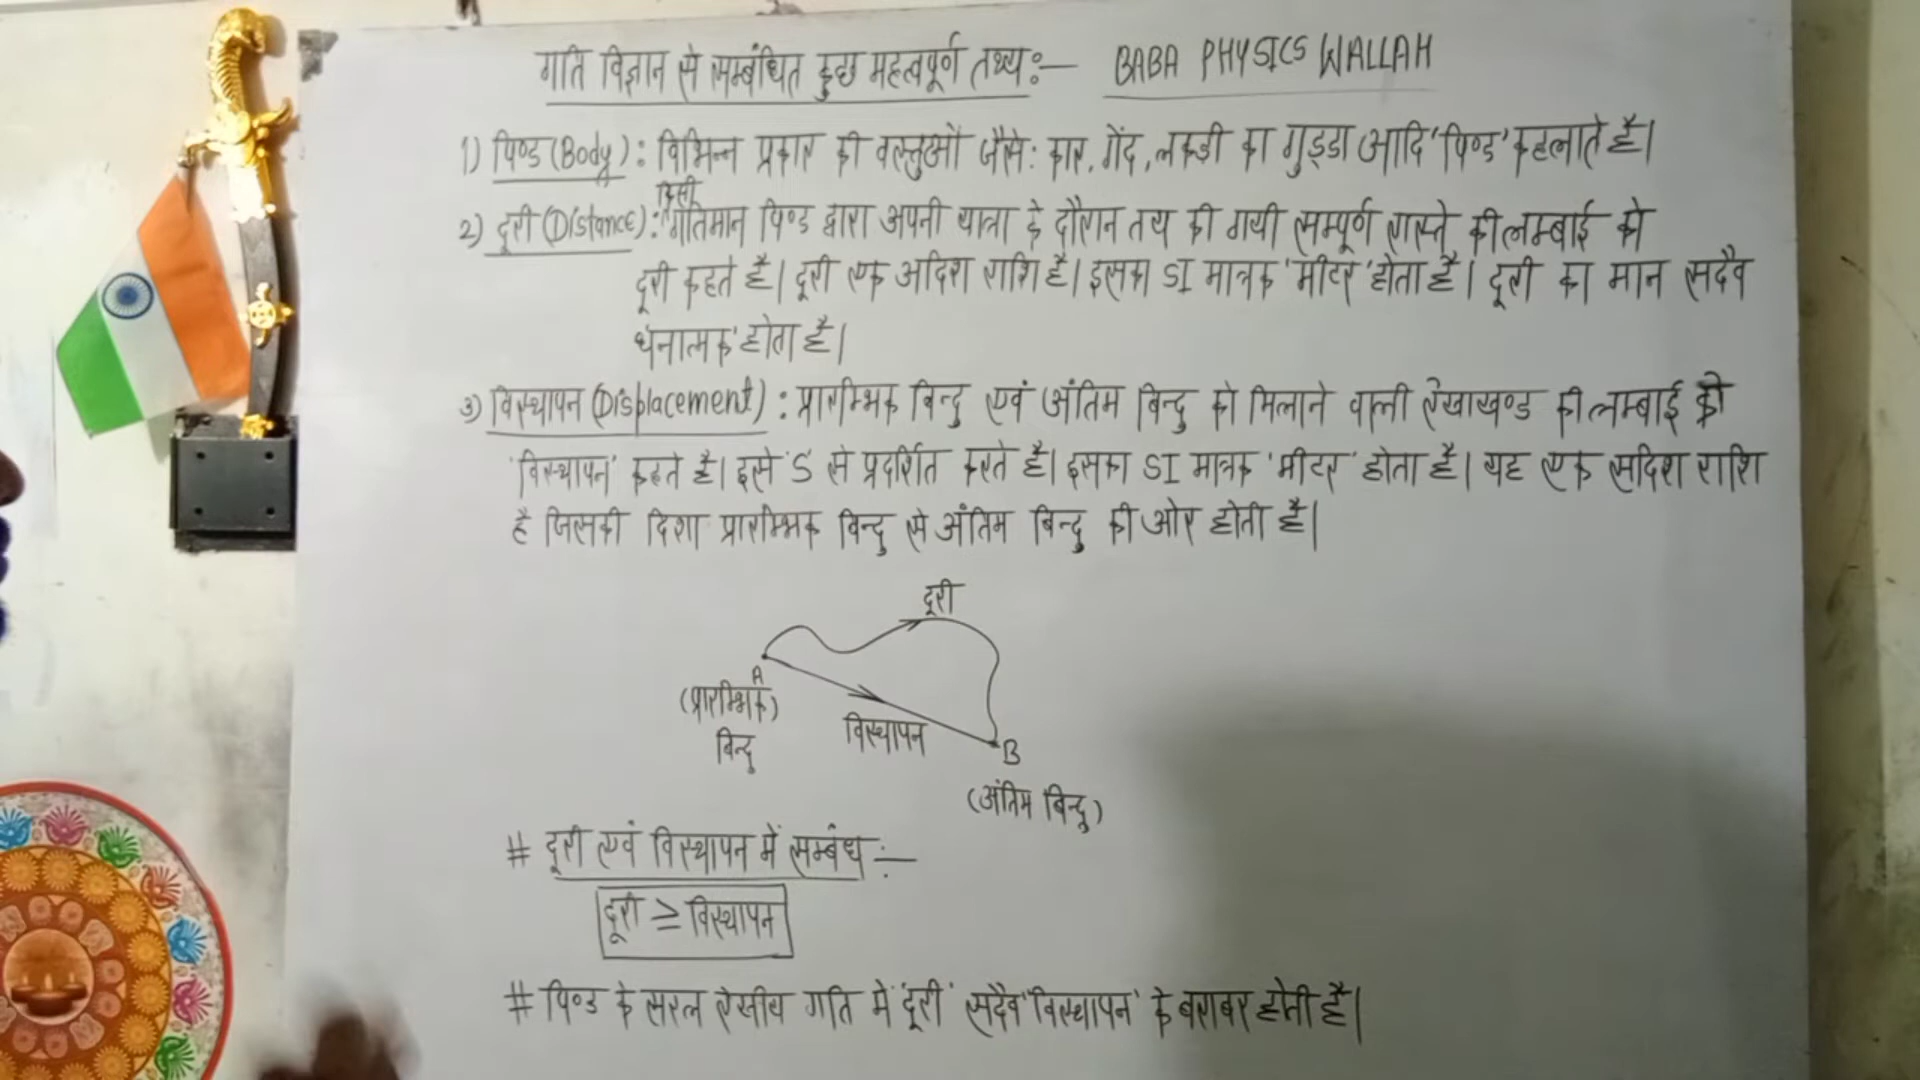 गति विज्ञान से सम्बंधित कुछ महत्वपूर्ण तथ्य :— BABA PHYSICS WALLAH
1) पिण्ड (Body) : विभिन्न प्रकार की वस्तुओं जैसे: कार, गेंद, लकड़ी का गुड्डा आदि 'पिण्ड' कहलाते है।
किसी
2) दूरी (Distance) : गतिमान पिण्ड द्वारा अपनी यात्रा के दौरान तय की गयी सम्पूर्ण रास्ते की लम्बाई को
दूरी कहते है। दूरी एक अदिश राशि है। इसका SI मात्रक 'मीटर' होता है। दूरी का मान सदैव
'धनात्मक' होता है।
3) विस्थापन (Displacement) : प्रारम्भिक बिन्दु एवं अंतिम बिन्दु को मिलाने वाली रेखाखण्ड की लम्बाई को
'विस्थापन' कहते है। इसे 'S' से प्रदर्शित करते है। इसका SI मात्रक 'मीटर' होता है। यह एक सदिश राशि
है जिसकी दिशा प्रारम्भिक बिन्दु से अंतिम बिन्दु की ओर होती है।
दूरी
A
(प्रारम्भिक)
बिन्दु
विस्थापन
B
(अंतिम बिन्दु)
# दूरी एवं विस्थापन में सम्बंध :—
दूरी ≥ विस्थापन
# पिण्ड के सरल रेखीय गति में 'दूरी' सदैव 'विस्थापन' के बराबर होती है।